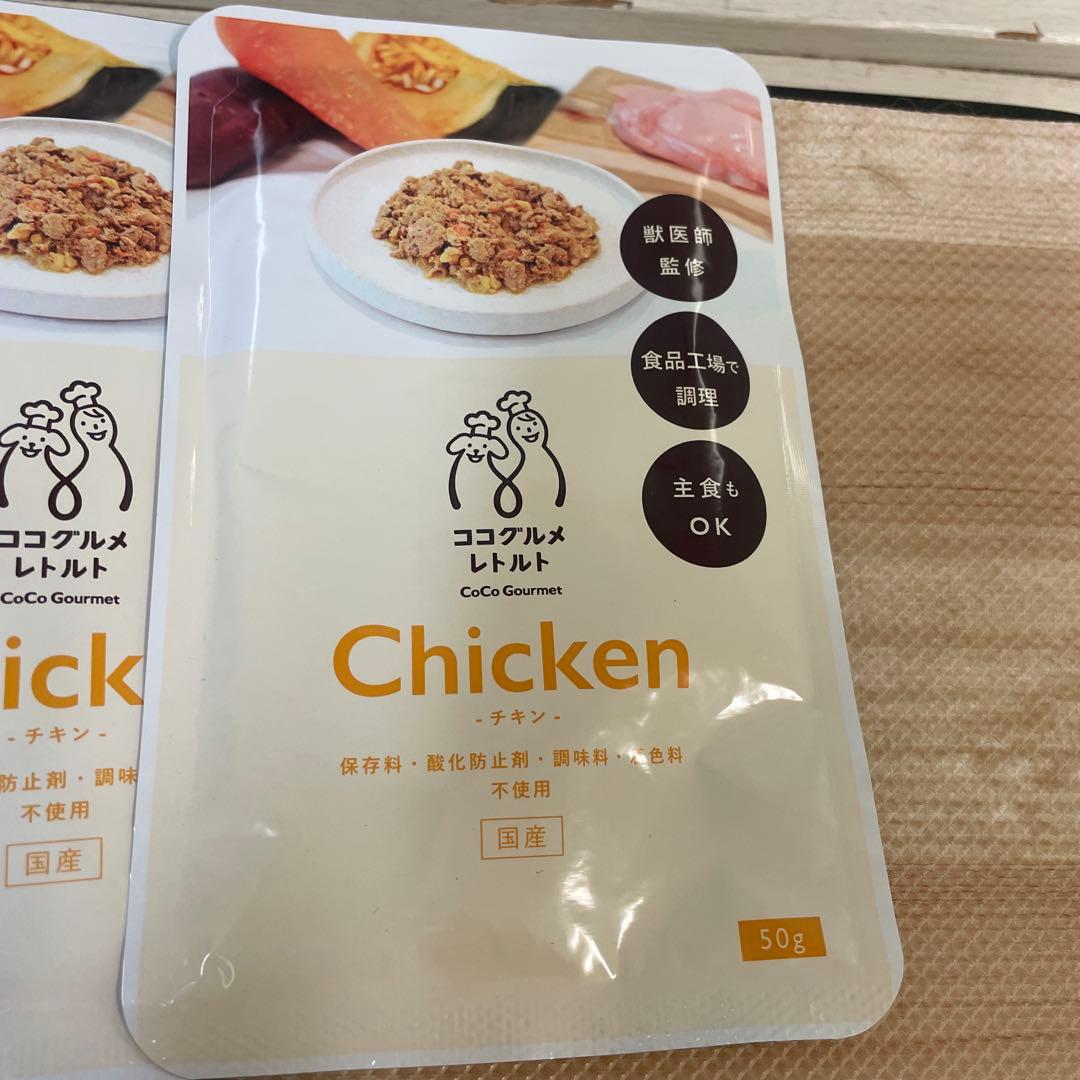 獣医師
監修
食品工場で
調理
主食も
OK
ココグルメ
レトルト
CoCo Gourmet
Chicken
- チキン -
保存料・酸化防止剤・調味料・着色料
不使用
国産
50g
ココグルメ
レトルト
CoCo Gourmet
ick
- チキン -
防止剤・調味
不使用
国産